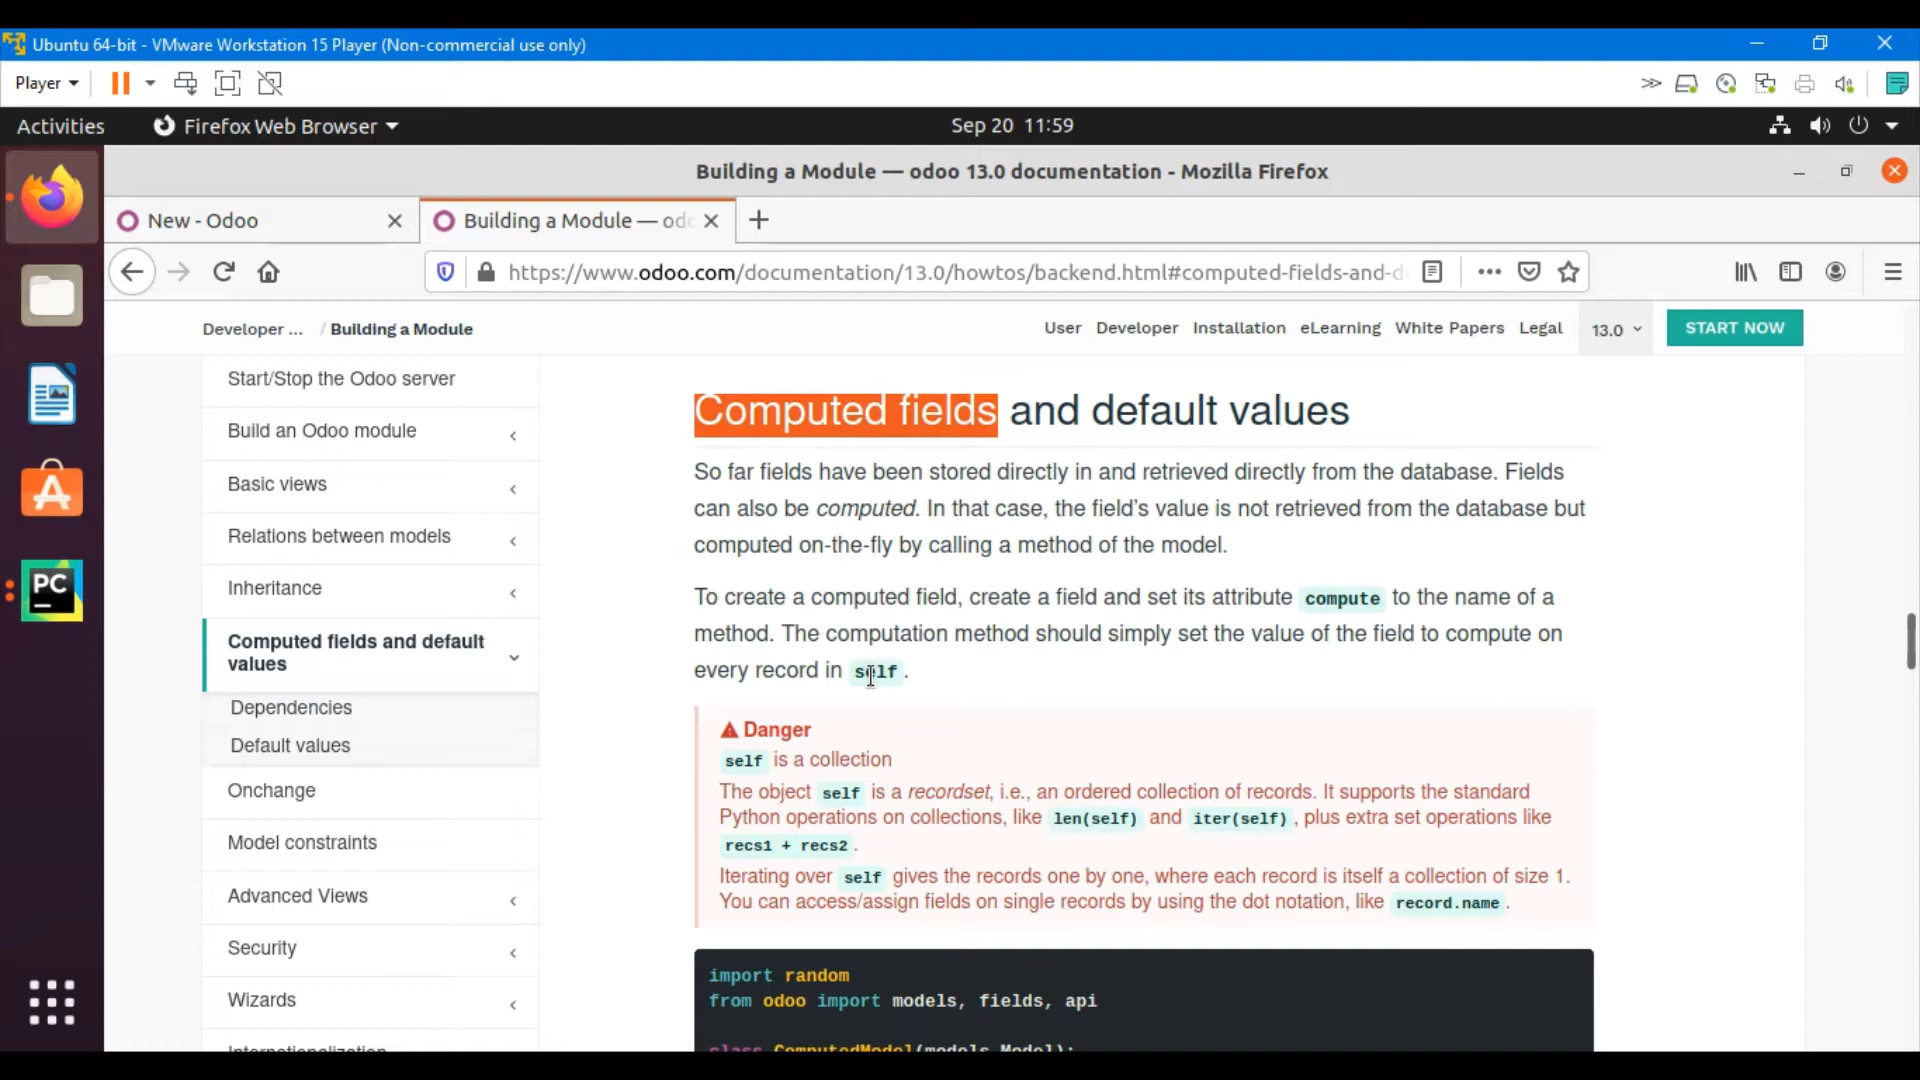 Ubuntu 64-bit - VMware Workstation 15 Player (Non-commercial use only)
Player
Activities
Firefox Web Browser
Sep 20 11:59
Building a Module — odoo 13.0 documentation - Mozilla Firefox
New - Odoo
Building a Module — odo
https://www.odoo.com/documentation/13.0/howtos/backend.html#computed-fields-and-d
Developer ... / Building a Module
User Developer Installation eLearning White Papers Legal
13.0
START NOW
Start/Stop the Odoo server
Build an Odoo module
Basic views
Relations between models
Inheritance
Computed fields and default
values
Dependencies
Default values
Onchange
Model constraints
Advanced Views
Security
Wizards
Internationalization
Computed fields and default values
So far fields have been stored directly in and retrieved directly from the database. Fields
can also be computed. In that case, the field’s value is not retrieved from the database but
computed on-the-fly by calling a method of the model.
To create a computed field, create a field and set its attribute compute to the name of a
method. The computation method should simply set the value of the field to compute on
every record in self.
Danger
self is a collection
The object self is a recordset, i.e., an ordered collection of records. It supports the standard
Python operations on collections, like len(self) and iter(self), plus extra set operations like
recs1 + recs2.
Iterating over self gives the records one by one, where each record is itself a collection of size 1.
You can access/assign fields on single records by using the dot notation, like record.name.
import random
from odoo import models, fields, api
class ComputedModel(models.Model):
PC